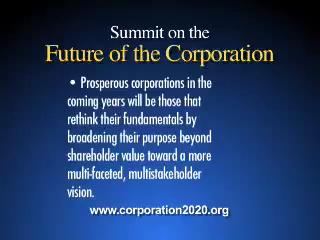 Summit on the
Future of the Corporation
• Prosperous corporations in the
coming years will be those that
rethink their fundamentals by
broadening their purpose beyond
shareholder value toward a more
multi-faceted, multistakeholder
vision.
www.corporation2020.org